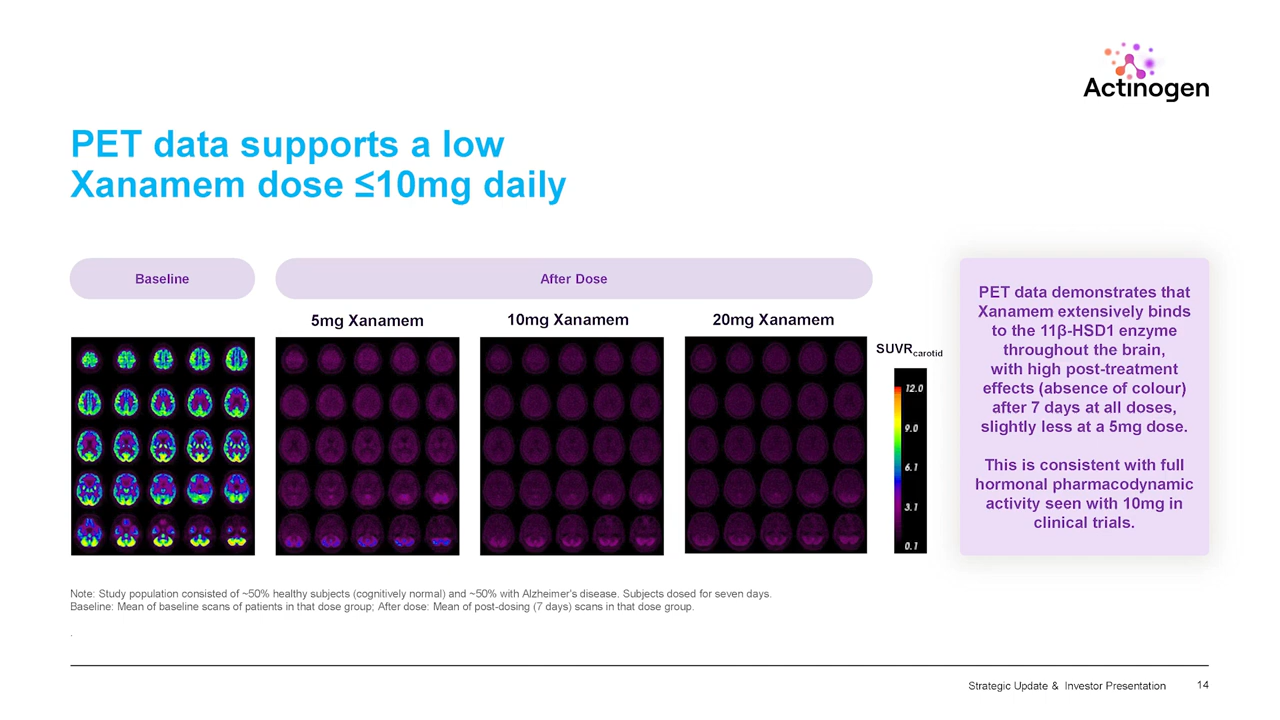 Actinogen
PET data supports a low
Xanamem dose ≤10mg daily
Baseline
After Dose
5mg Xanamem
10mg Xanamem
20mg Xanamem
SUVRcarotid
12.0
9.0
6.1
3.1
0.1
PET data demonstrates that
Xanamem extensively binds
to the 11β-HSD1 enzyme
throughout the brain,
with high post-treatment
effects (absence of colour)
after 7 days at all doses,
slightly less at a 5mg dose.
This is consistent with full
hormonal pharmacodynamic
activity seen with 10mg in
clinical trials.
Note: Study population consisted of ~50% healthy subjects (cognitively normal) and ~50% with Alzheimer's disease. Subjects dosed for seven days.
Baseline: Mean of baseline scans of patients in that dose group; After dose: Mean of post-dosing (7 days) scans in that dose group.
.
Strategic Update & Investor Presentation 14